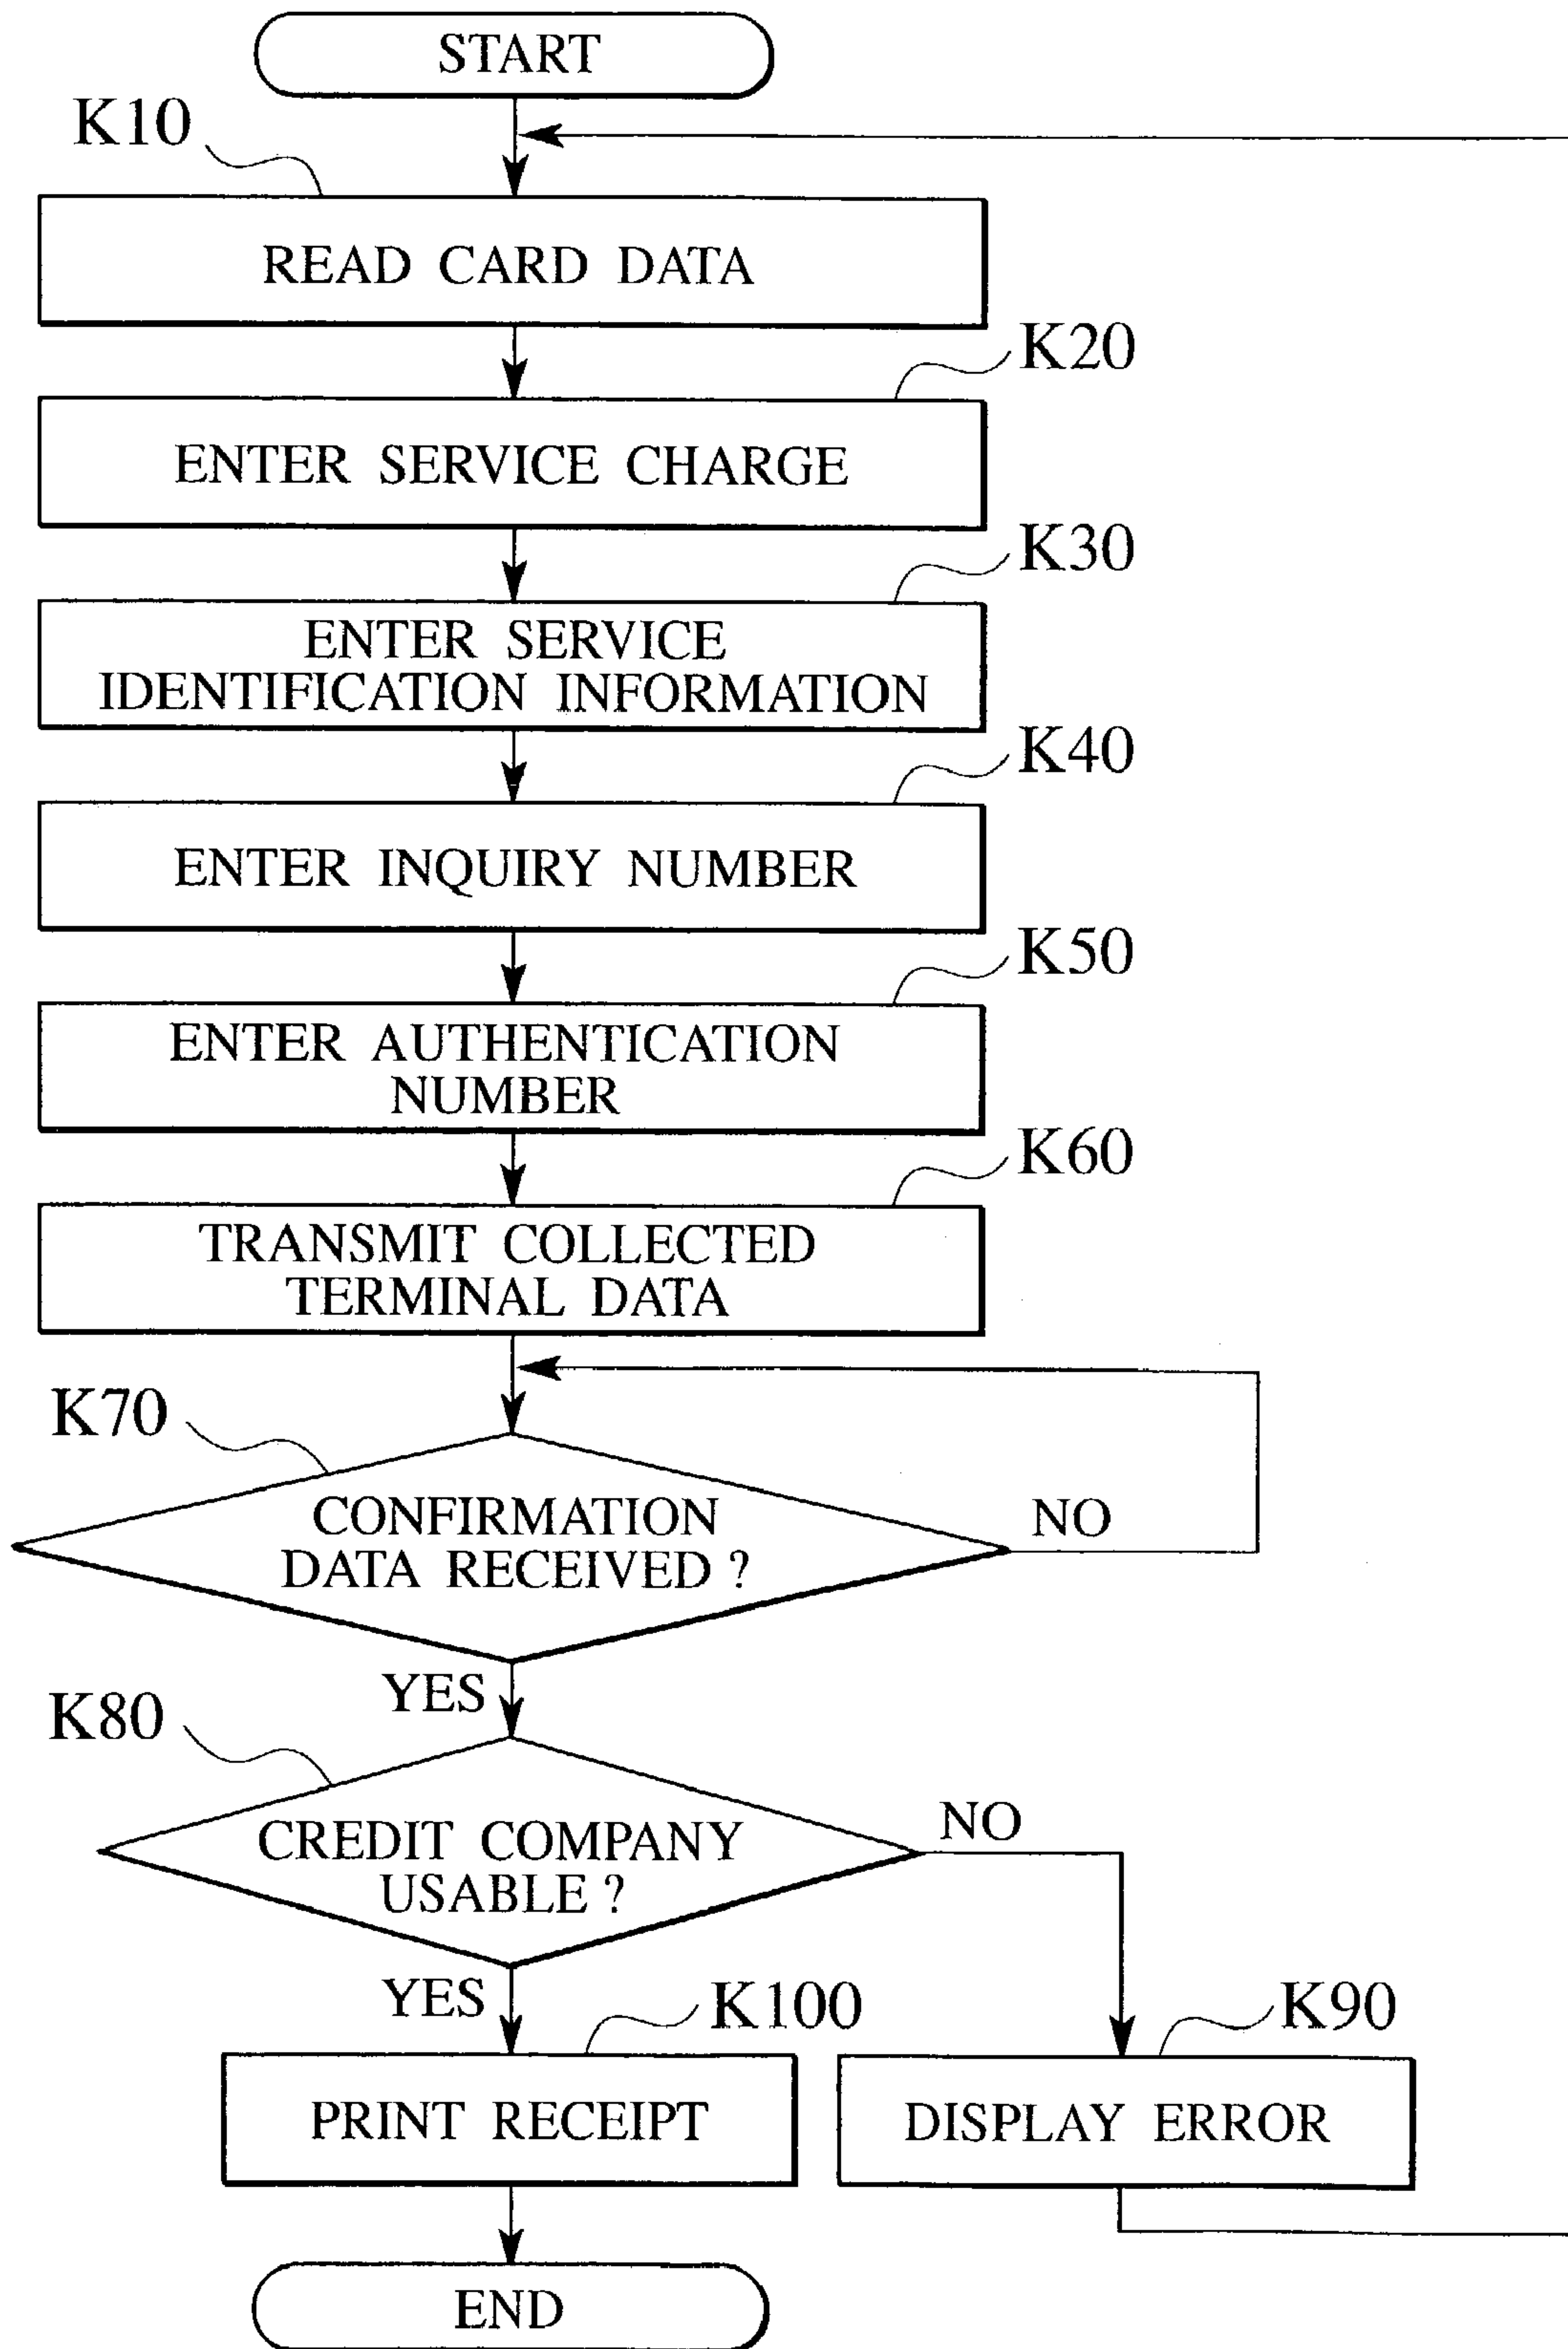 START
K10
READ CARD DATA
K20
ENTER SERVICE CHARGE
K30
ENTER SERVICE
IDENTIFICATION INFORMATION
K40
ENTER INQUIRY NUMBER
K50
ENTER AUTHENTICATION
NUMBER
K60
TRANSMIT COLLECTED
TERMINAL DATA
K70
CONFIRMATION
DATA RECEIVED ?
NO
YES
K80
CREDIT COMPANY
USABLE ?
NO
YES
K100
K90
PRINT RECEIPT
DISPLAY ERROR
END